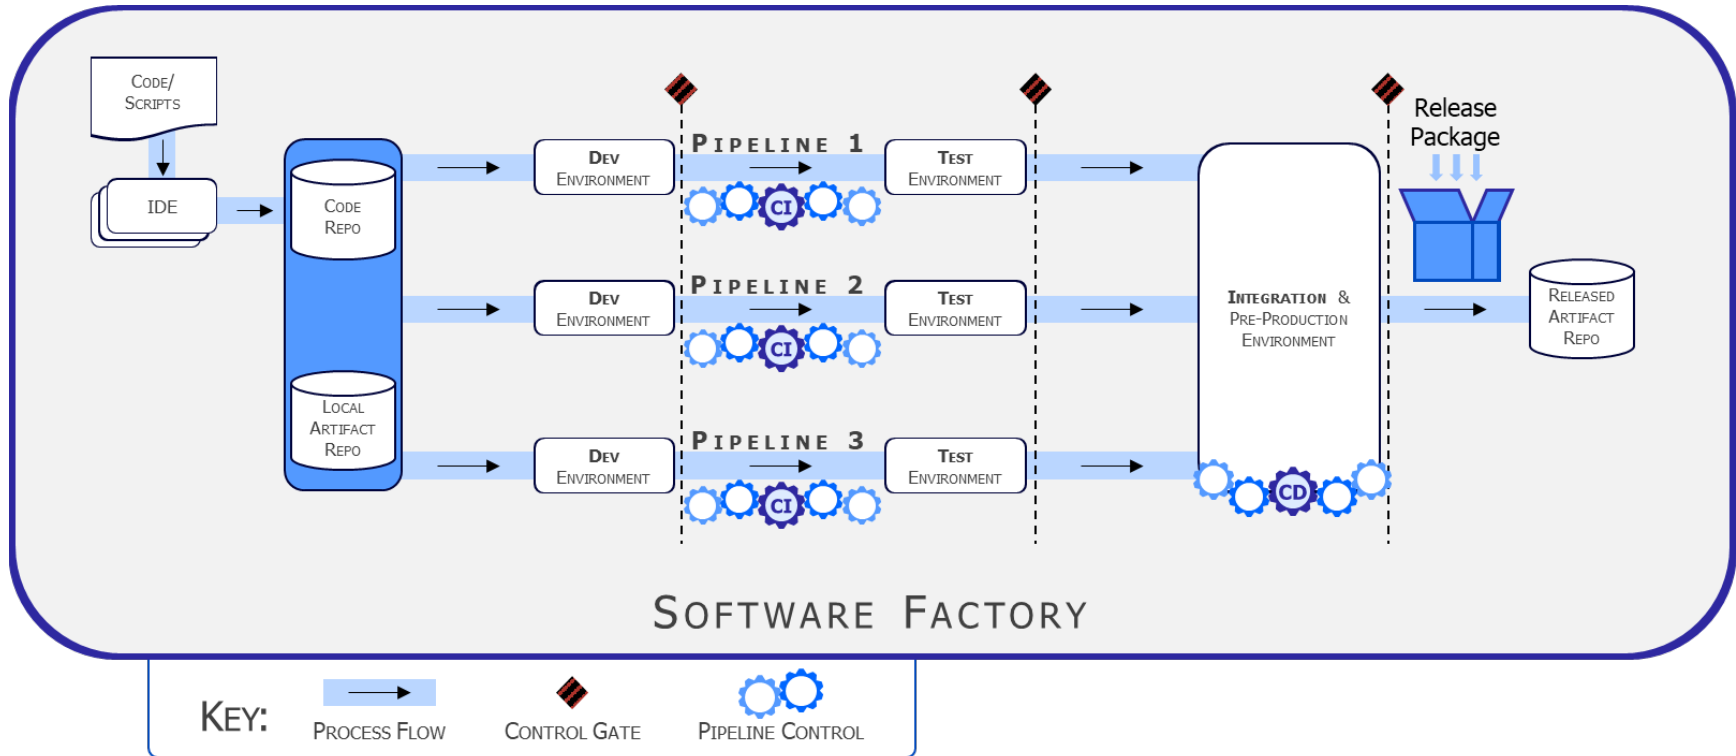 Code/
Scripts
IDE
Code
Repo
Local
Artifact
Repo
Dev
Environment
Pipeline 1
CI
Test
Environment
Dev
Environment
Pipeline 2
CI
Test
Environment
Dev
Environment
Pipeline 3
CI
Test
Environment
Integration &
Pre-Production
Environment
CD
Release
Package
Released
Artifact
Repo
Software Factory
Key:
Process Flow
Control Gate
Pipeline Control